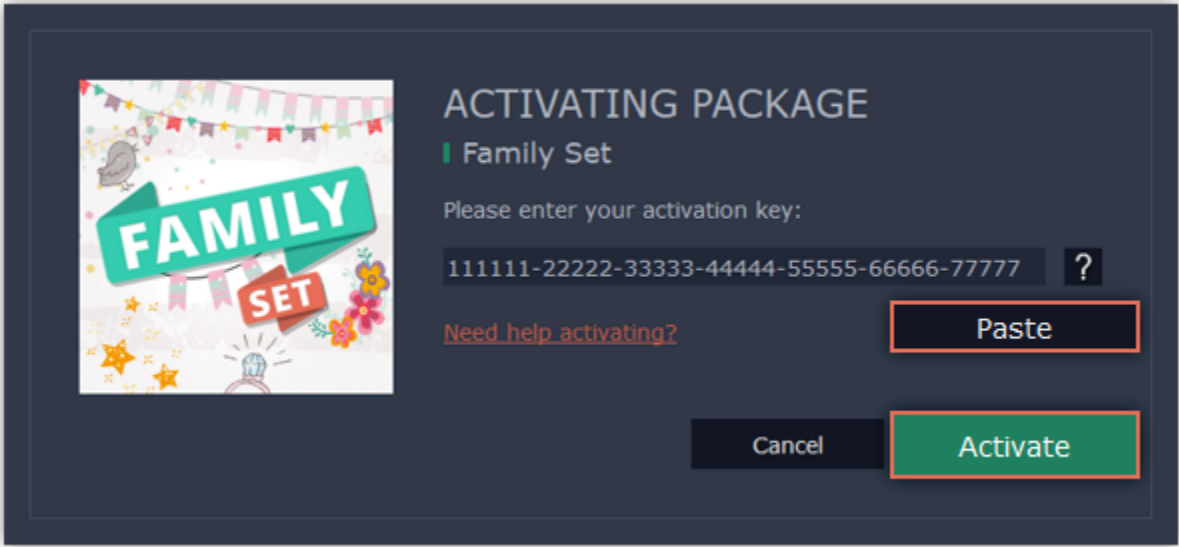 ACTIVATING PACKAGE
Family Set
FAMILY
SET
Please enter your activation key:
111111-22222-33333-44444-55555-66666-77777
?
Need help activating?
Paste
Cancel
Activate